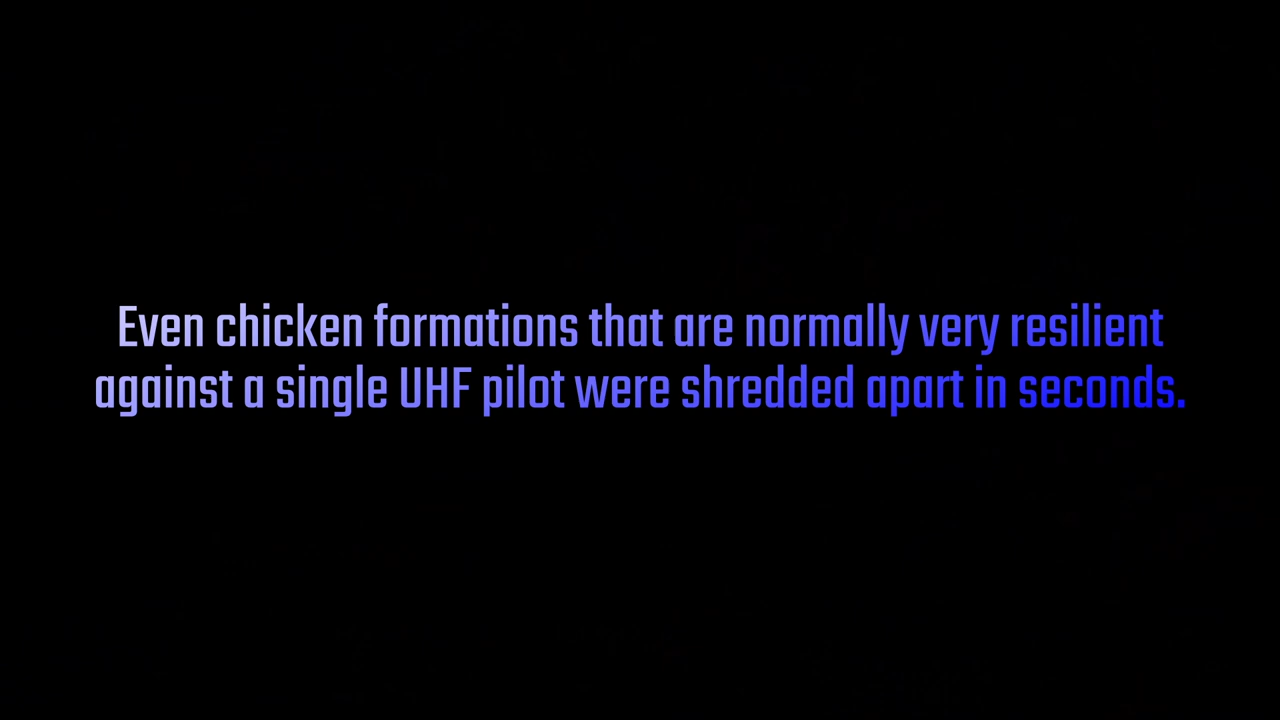 Even chicken formations that are normally very resilient
against a single UHF pilot were shredded apart in seconds.